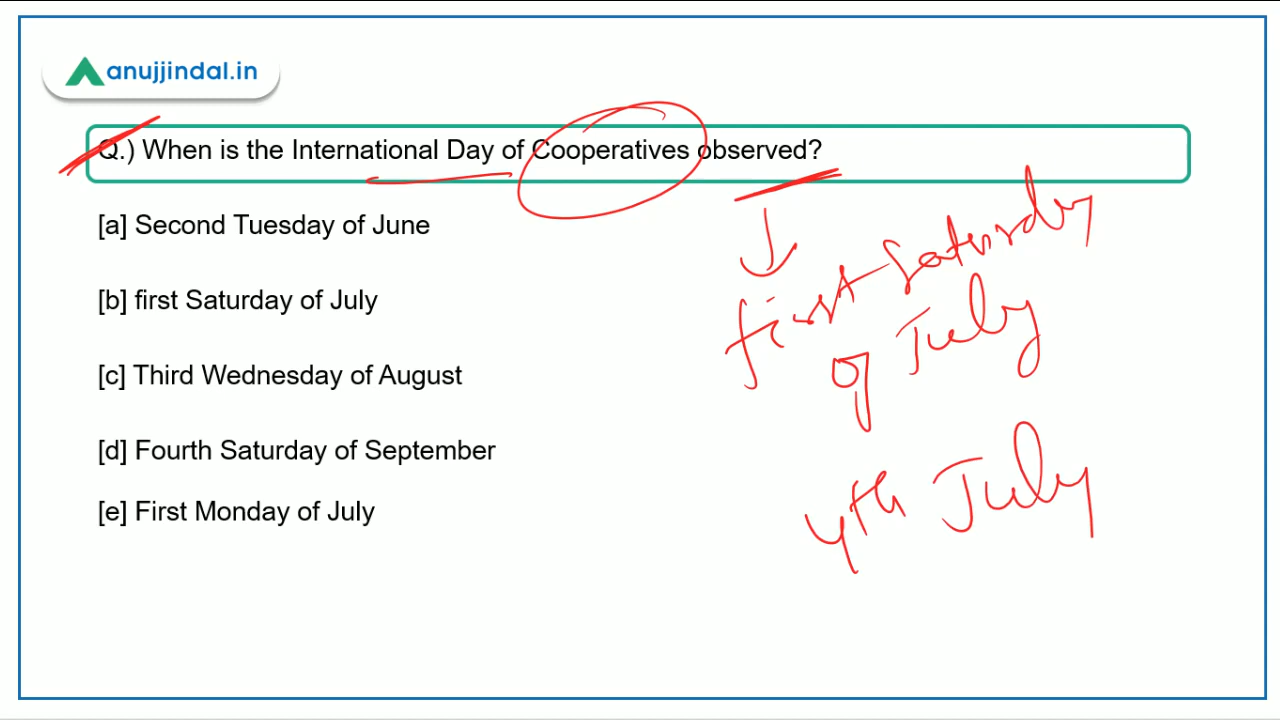 anujjindal.in
Q.) When is the International Day of Cooperatives observed?
[a] Second Tuesday of June
[b] first Saturday of July
[c] Third Wednesday of August
[d] Fourth Saturday of September
[e] First Monday of July
first Saturday
of July
4th July